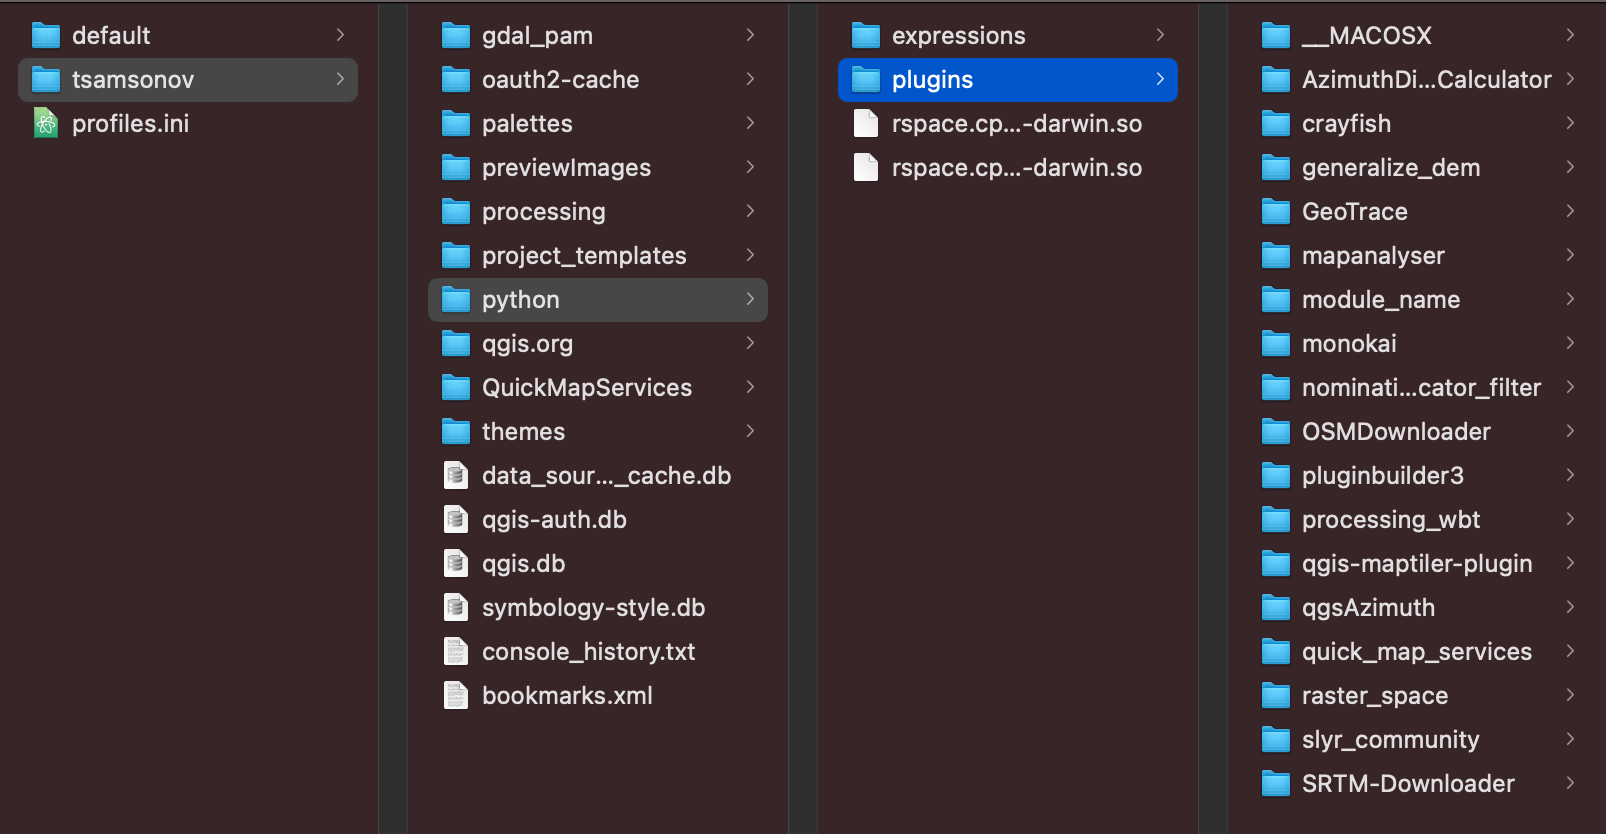 default
tsamsonov
profiles.ini
gdal_pam
oauth2-cache
palettes
previewImages
processing
project_templates
python
qgis.org
QuickMapServices
themes
data_sour..._cache.db
qgis-auth.db
qgis.db
symbology-style.db
console_history.txt
bookmarks.xml
expressions
plugins
rspace.cp...-darwin.so
rspace.cp...-darwin.so
__MACOSX
AzimuthDi...Calculator
crayfish
generalize_dem
GeoTrace
mapanalyser
module_name
monokai
nominati...cator_filter
OSMDownloader
pluginbuilder3
processing_wbt
qgis-maptiler-plugin
qgsAzimuth
quick_map_services
raster_space
slyr_community
SRTM-Downloader